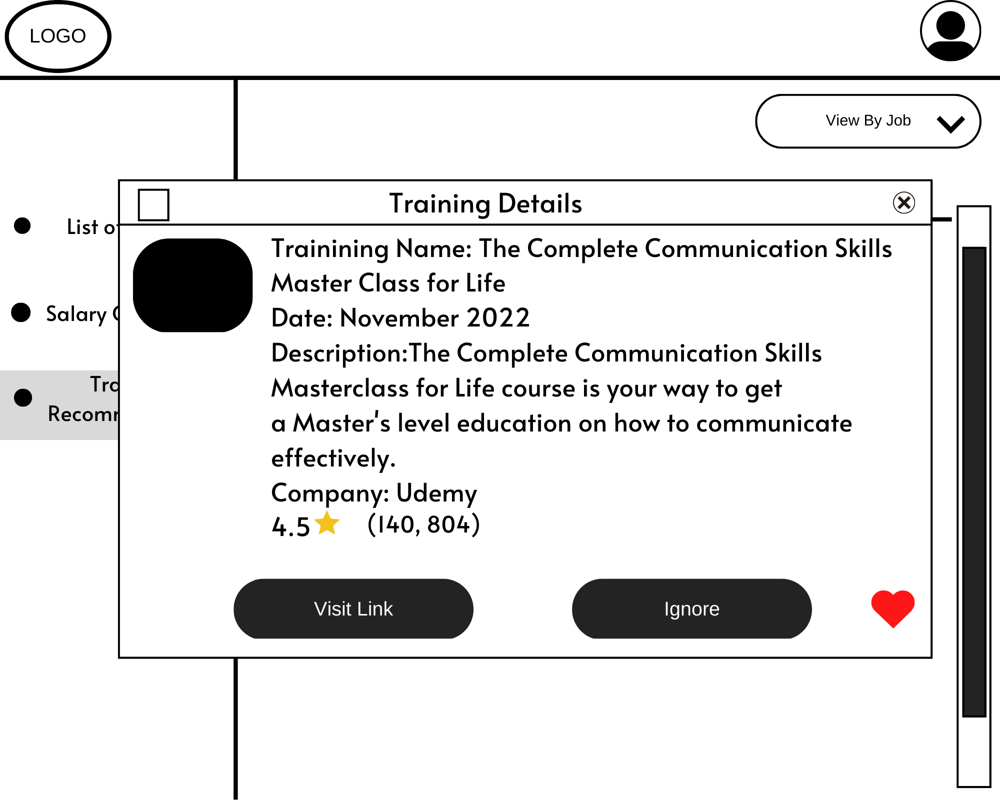 LOGO
View By Job
Training Details
List of
Salary
Trainining Name: The Complete Communication Skills
Master Class for Life
Date: November 2022
Description:The Complete Communication Skills
Masterclass for Life course is your way to get
a Master's level education on how to communicate
effectively.
Company: Udemy
4.5 (140, 804)
Visit Link
Ignore